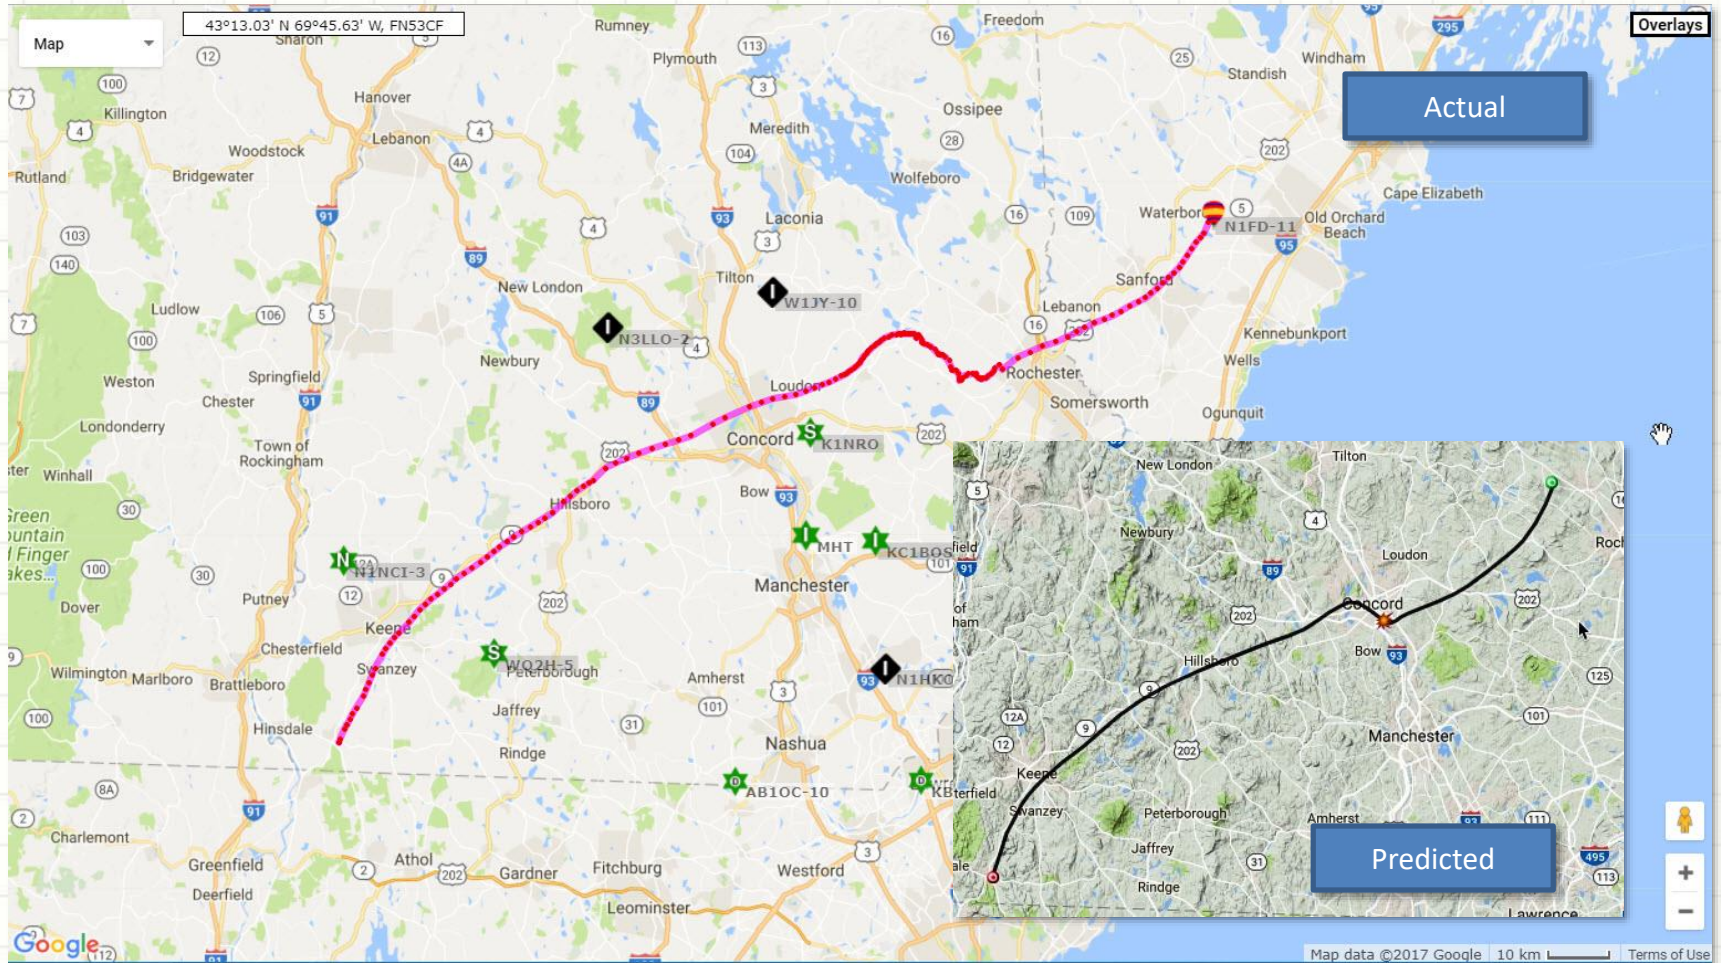 Map
43°13.03' N 69°45.63' W, FN53CF
Overlays
Actual
Sharon
Rumney
Freedom
Plymouth
Windham
Standish
Killington
Hanover
Lebanon
Woodstock
Bridgewater
Rutland
Meredith
Ossipee
Wolfeboro
Laconia
Cape Elizabeth
Old Orchard
Beach
N1FD-11
Tilton
W1JY-10
New London
Sanford
Lebanon
Ludlow
N3LLO-2
Newbury
Kennebunkport
Wells
Weston
Springfield
Chester
Loudon
Rochester
Somersworth
Ogunquit
Londonderry
Town of
Rockingham
Concord
K1NRO
Winhall
Bow
Hillsboro
MHT
KC1BOS
N1NCI-3
Manchester
Dover
Putney
Keene
Chesterfield
Swanzey
WO2H-5
Peterborough
Wilmington
Marlboro
Brattleboro
Amherst
N1HKO
Hinsdale
Jaffrey
Rindge
Nashua
AB1OC-10
Charlemont
Greenfield
Deerfield
Athol
Gardner
Fitchburg
Westford
Leominster
New London
Tilton
Newbury
Loudon
Concord
Hillsboro
Bow
Manchester
Keene
Swanzey
Peterborough
Amherst
Jaffrey
Rindge
Lawrence
Predicted
Google
Map data ©2017 Google
10 km
Terms of Use